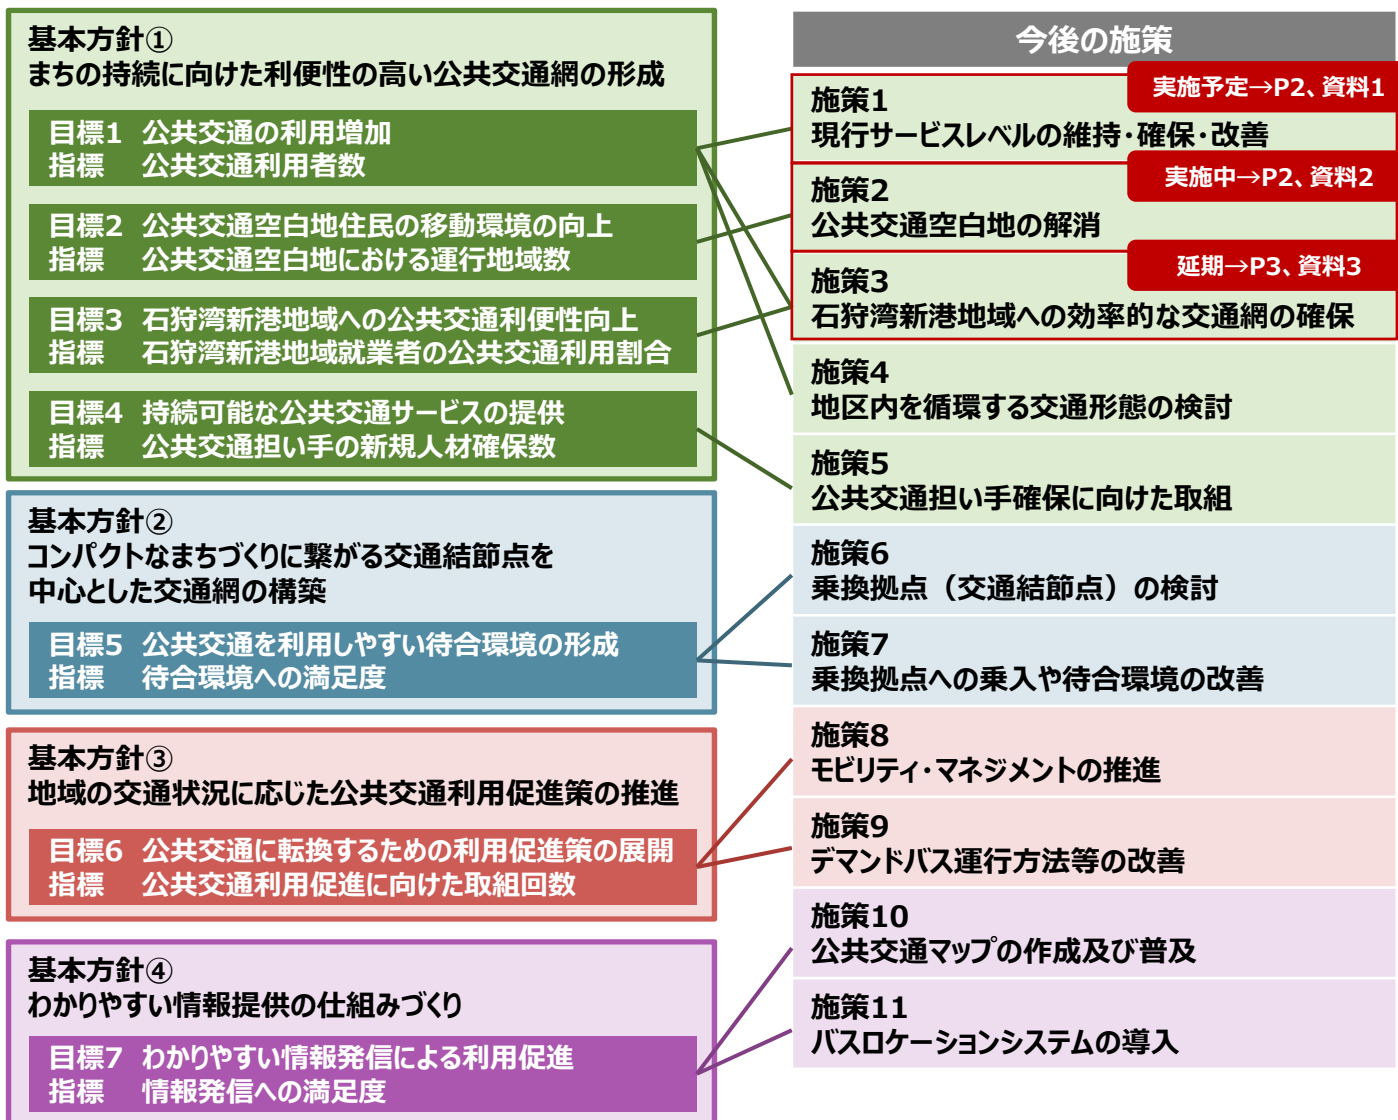 基本方針①
まちの持続に向けた利便性の高い公共交通網の形成
目標1 公共交通の利用増加
指標 公共交通利用者数
目標2 公共交通空白地住民の移動環境の向上
指標 公共交通空白地における運行地域数
目標3 石狩湾新港地域への公共交通利便性向上
指標 石狩湾新港地域就業者の公共交通利用割合
目標4 持続可能な公共交通サービスの提供
指標 公共交通担い手の新規人材確保数
基本方針②
コンパクトなまちづくりに繋がる交通結節点を
中心とした交通網の構築
目標5 公共交通を利用しやすい待合環境の形成
指標 待合環境への満足度
基本方針③
地域の交通状況に応じた公共交通利用促進策の推進
目標6 公共交通に転換するための利用促進策の展開
指標 公共交通利用促進に向けた取組回数
基本方針④
わかりやすい情報提供の仕組みづくり
目標7 わかりやすい情報発信による利用促進
指標 情報発信への満足度
今後の施策
実施予定→P2、資料1
施策1
現行サービスレベルの維持・確保・改善
実施中→P2、資料2
施策2
公共交通空白地の解消
延期→P3、資料3
施策3
石狩湾新港地域への効率的な交通網の確保
施策4
地区内を循環する交通形態の検討
施策5
公共交通担い手確保に向けた取組
施策6
乗換拠点（交通結節点）の検討
施策7
乗換拠点への乗入や待合環境の改善
施策8
モビリティ・マネジメントの推進
施策9
デマンドバス運行方法等の改善
施策10
公共交通マップの作成及び普及
施策11
バスロケーションシステムの導入